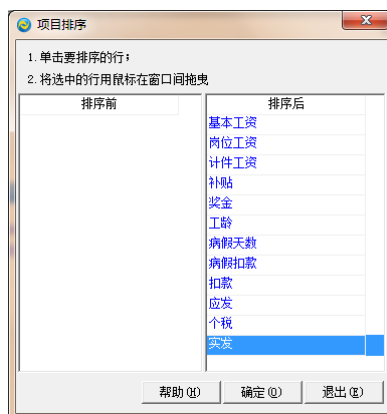 项目排序
1.单击要排序的行；
2.将选中的行用鼠标在窗口间拖曳
排序前
排序后
基本工资
岗位工资
计件工资
补贴
奖金
工龄
病假天数
病假扣款
扣款
应发
个税
实发
帮助(H) 确定(O) 退出(E)